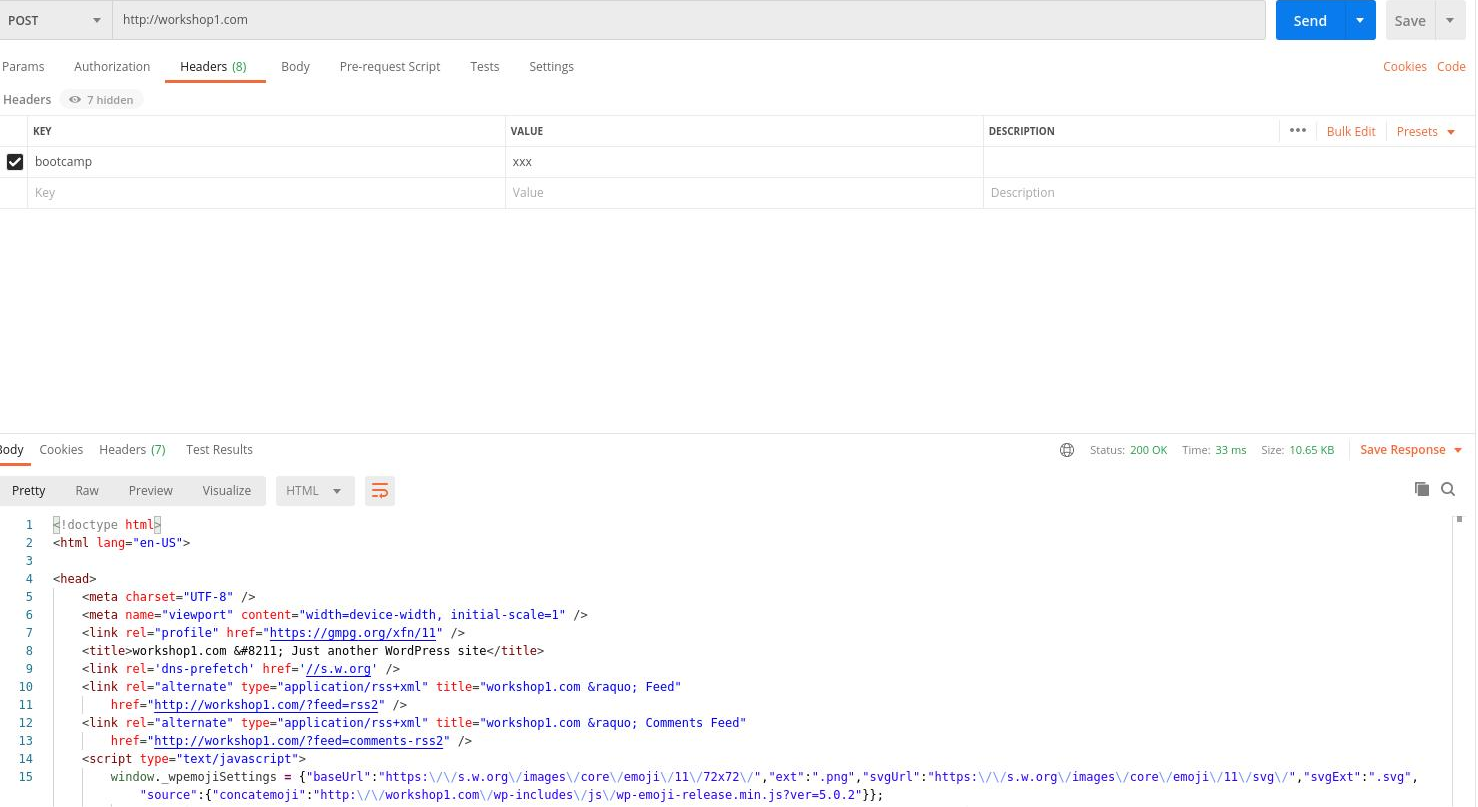 POST http://workshop1.com Send Save
Params Authorization Headers (8) Body Pre-request Script Tests Settings Cookies Code
Headers 7 hidden
KEY VALUE DESCRIPTION ••• Bulk Edit Presets
bootcamp xxx
Key Value Description
Body Cookies Headers (7) Test Results Status: 200 OK Time: 33 ms Size: 10.65 KB Save Response
Pretty Raw Preview Visualize HTML
1 <!doctype html>
2 <html lang="en-US">
3
4 <head>
5 <meta charset="UTF-8" />
6 <meta name="viewport" content="width=device-width, initial-scale=1" />
7 <link rel="profile" href="https://gmpg.org/xfn/11" />
8 <title>workshop1.com &#8211; Just another WordPress site</title>
9 <link rel='dns-prefetch' href='//s.w.org' />
10 <link rel="alternate" type="application/rss+xml" title="workshop1.com &raquo; Feed"
11 href="http://workshop1.com/?feed=rss2" />
12 <link rel="alternate" type="application/rss+xml" title="workshop1.com &raquo; Comments Feed"
13 href="http://workshop1.com/?feed=comments-rss2" />
14 <script type="text/javascript">
15 window._wpemojiSettings = {"baseUrl":"https:\/\/s.w.org\/images\/core\/emoji\/11\/72x72\/","ext":".png","svgUrl":"https:\/\/s.w.org\/images\/core\/emoji\/11\/svg\/","svgExt":".svg",
"source":{"concatemoji":"http:\/\/workshop1.com\/wp-includes\/js\/wp-emoji-release.min.js?ver=5.0.2"}};